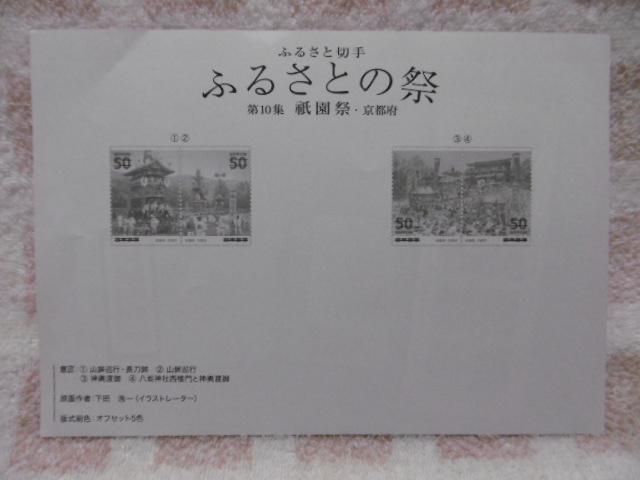 ふるさと切手
ふるさとの祭
第10集 祇園祭・京都府
①② ③④
50 50
50 50
意匠：① 山鉾巡行・長刀鉾 ② 山鉾巡行
③ 神輿渡御 ④ 八坂神社西楼門と神輿渡御
原画作者：下田 浩一（イラストレーター）
版式刷色：オフセット5色